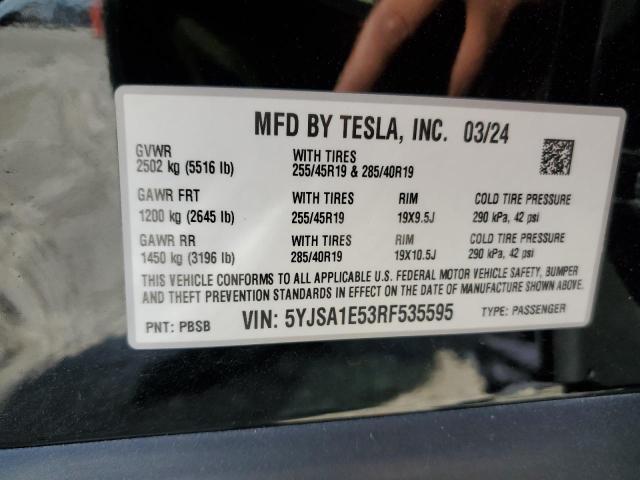 MFD BY TESLA, INC. 03/24
GVWR
2502 kg (5516 lb)
WITH TIRES
255/45R19 & 285/40R19
GAWR FRT
1200 kg (2645 lb)
WITH TIRES
255/45R19
RIM
19X9.5J
COLD TIRE PRESSURE
290 kPa, 42 psi
GAWR RR
1450 kg (3196 lb)
WITH TIRES
285/40R19
RIM
19X10.5J
COLD TIRE PRESSURE
290 kPa, 42 psi
THIS VEHICLE CONFORMS TO ALL APPLICABLE U.S. FEDERAL MOTOR VEHICLE SAFETY, BUMPER
AND THEFT PREVENTION STANDARDS IN EFFECT ON THE DATE OF MANUFACTURE SHOWN ABOVE.
PNT: PBSB VIN: 5YJSA1E53RF535595 TYPE: PASSENGER